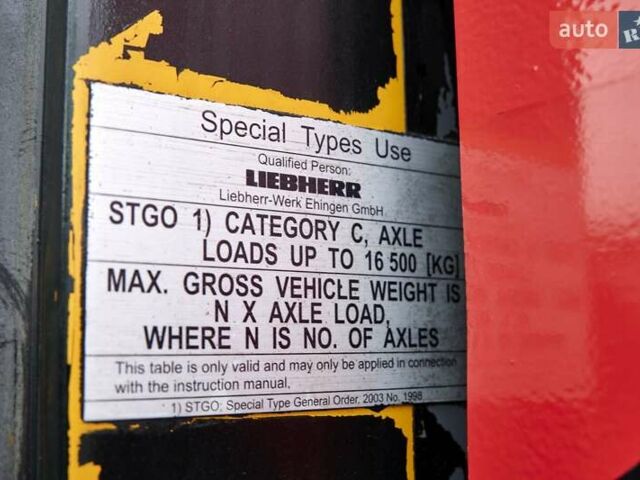 auto
R
Special Types Use
Qualified Person:
LIEBHERR
Liebherr-Werk Ehingen GmbH
STGO 1) CATEGORY C, AXLE
LOADS UP TO 16 500 [KG]
MAX. GROSS VEHICLE WEIGHT IS
N X AXLE LOAD,
WHERE N IS NO. OF AXLES
This table is only valid and may only be applied in connection
with the instruction manual.
1) STGO: Special Type General Order, 2003 No. 1998